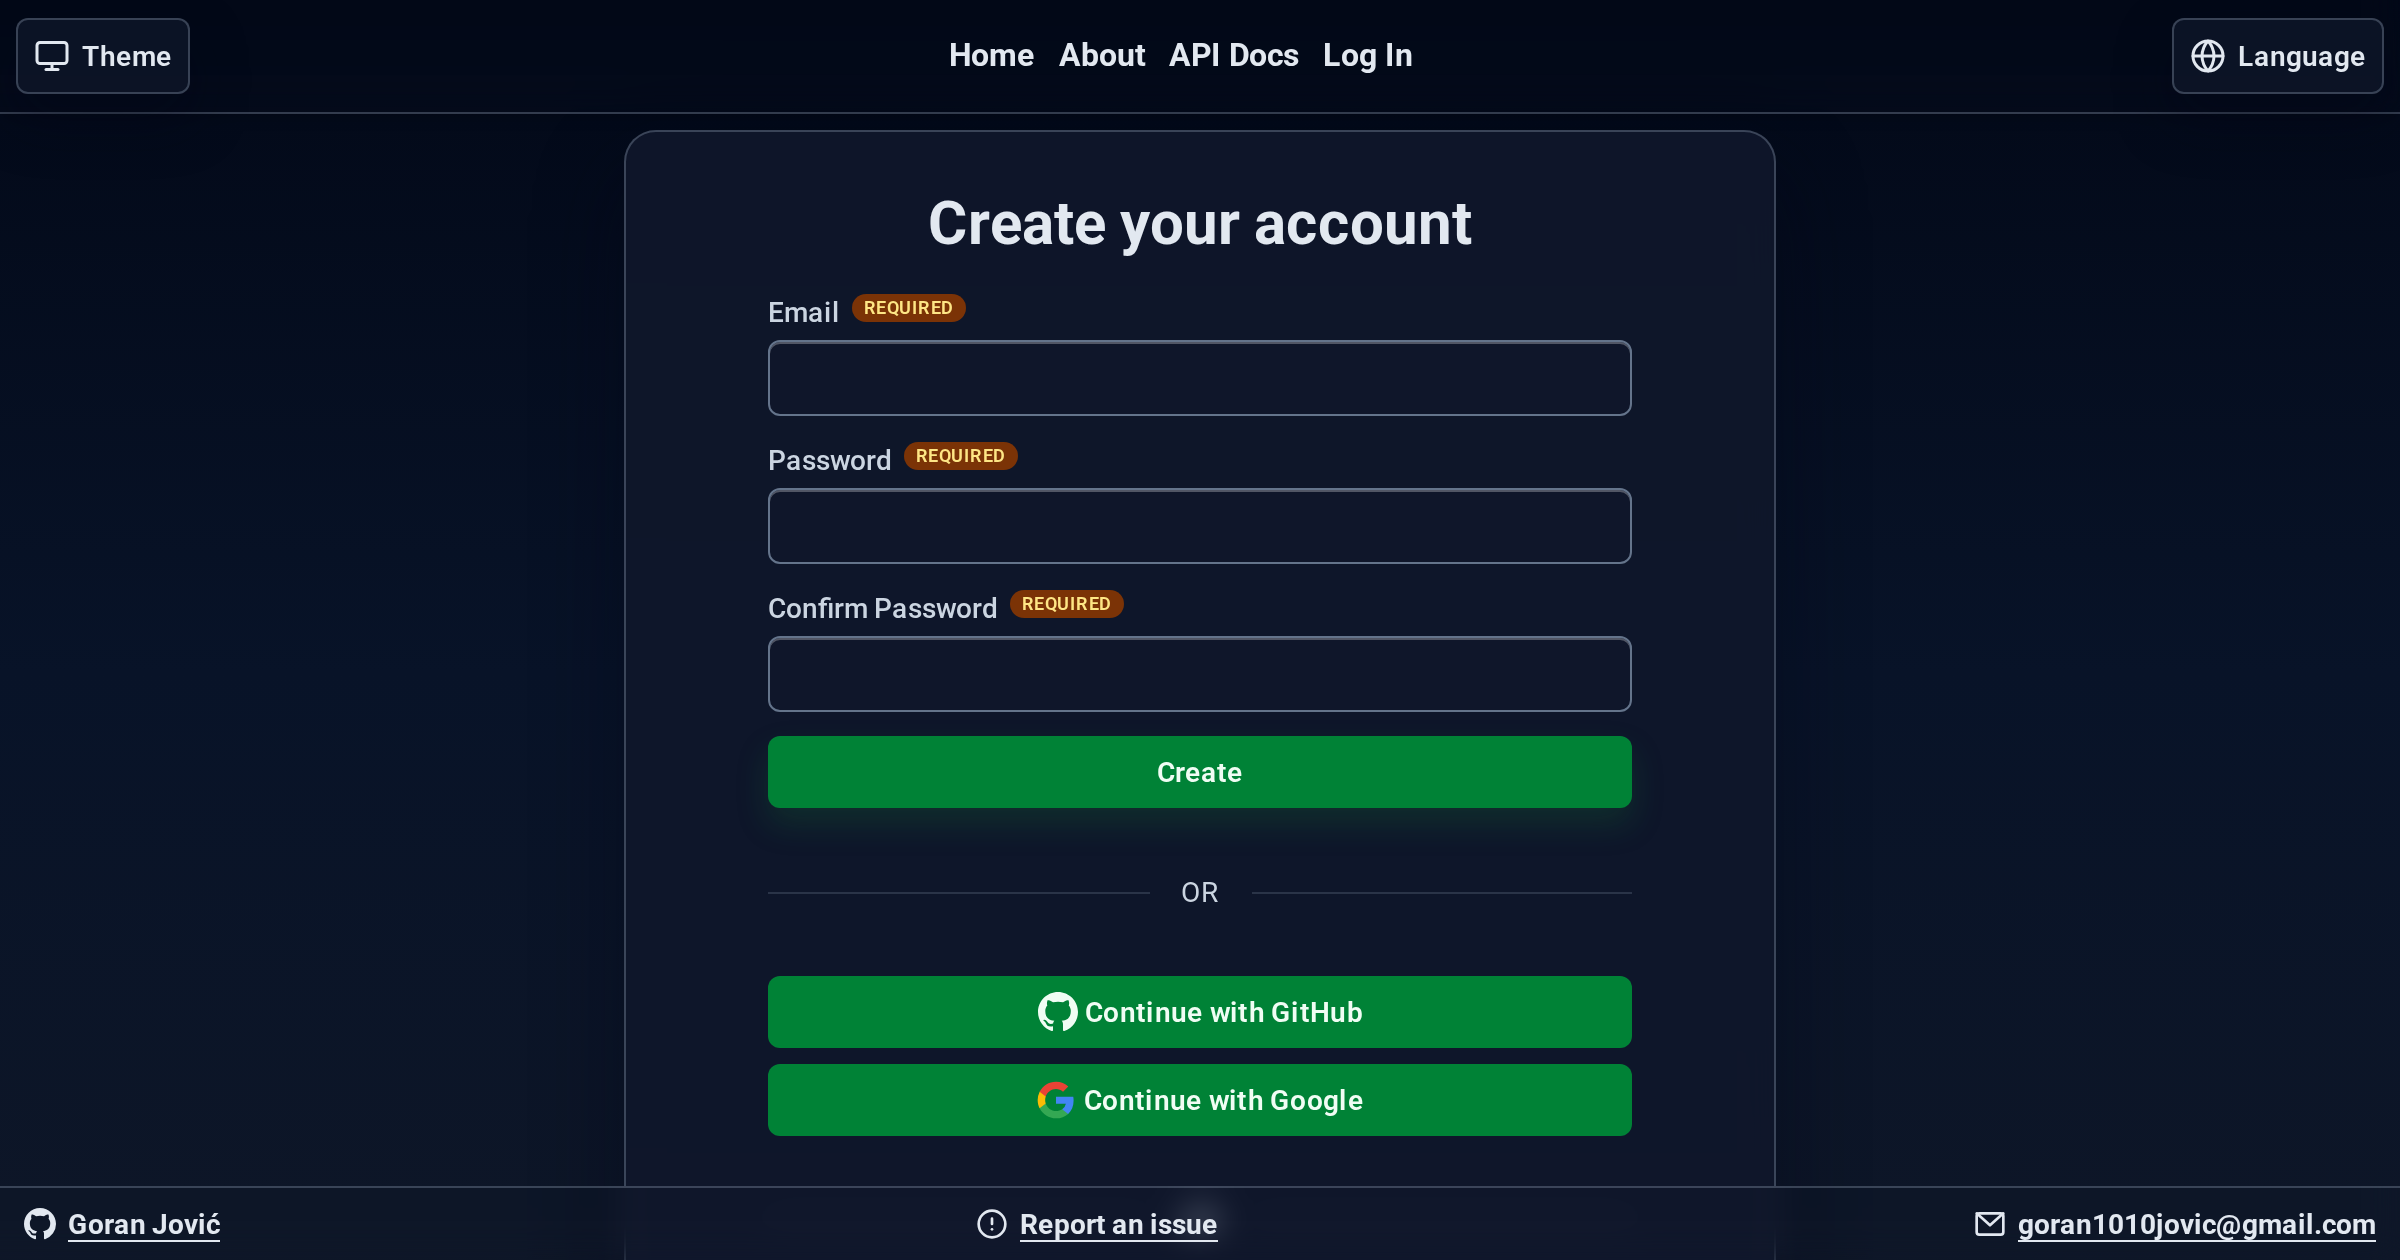 Theme
Home About API Docs Log In
Language
Create your account
Email REQUIRED
Password REQUIRED
Confirm Password REQUIRED
Create
OR
Continue with GitHub
Continue with Google
Goran Jović
Report an issue
goran1010jovic@gmail.com